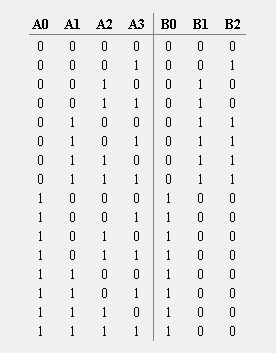 A0 A1 A2 A3 B0 B1 B2
0 0 0 0 0 0 0
0 0 0 1 0 0 1
0 0 1 0 0 1 0
0 0 1 1 0 1 0
0 1 0 0 0 1 1
0 1 0 1 0 1 1
0 1 1 0 0 1 1
0 1 1 1 0 1 1
1 0 0 0 1 0 0
1 0 0 1 1 0 0
1 0 1 0 1 0 0
1 0 1 1 1 0 0
1 1 0 0 1 0 0
1 1 0 1 1 0 0
1 1 1 0 1 0 0
1 1 1 1 1 0 0